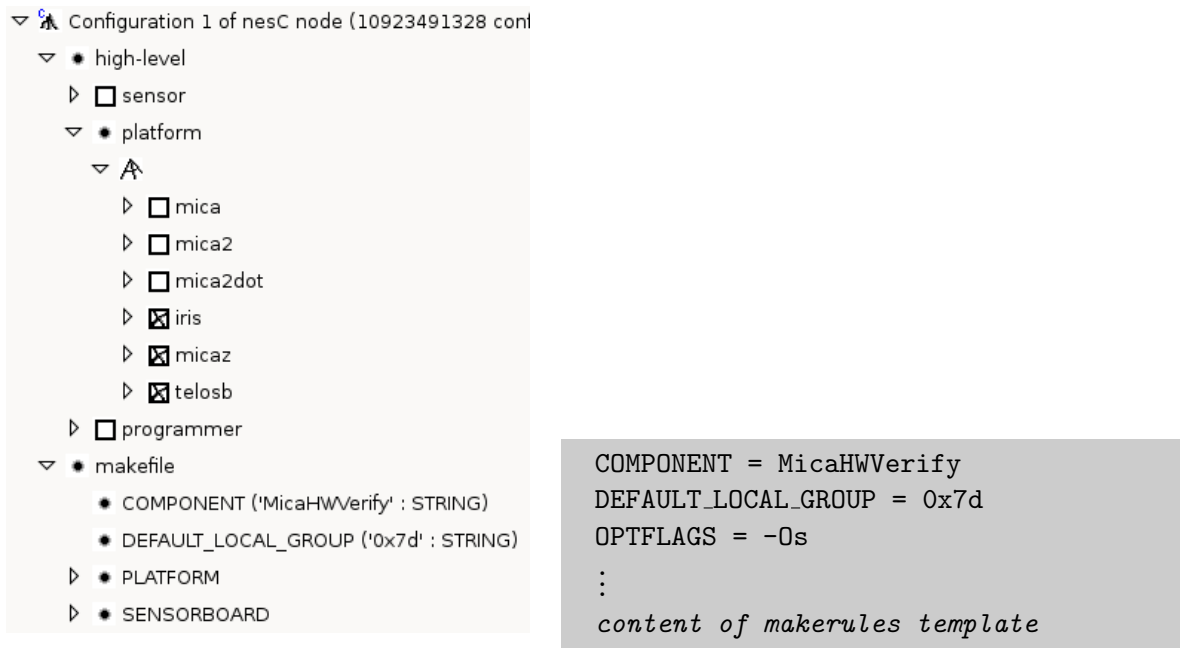 Configuration 1 of nesC node (10923491328 conf
high-level
sensor
platform
mica
mica2
mica2dot
iris
micaz
telosb
programmer
makefile
COMPONENT ('MicaHWVerify' : STRING)
DEFAULT_LOCAL_GROUP ('0x7d' : STRING)
PLATFORM
SENSORBOARD
COMPONENT = MicaHWVerify
DEFAULT_LOCAL_GROUP = 0x7d
OPTFLAGS = -Os
⋮
content of makerules template